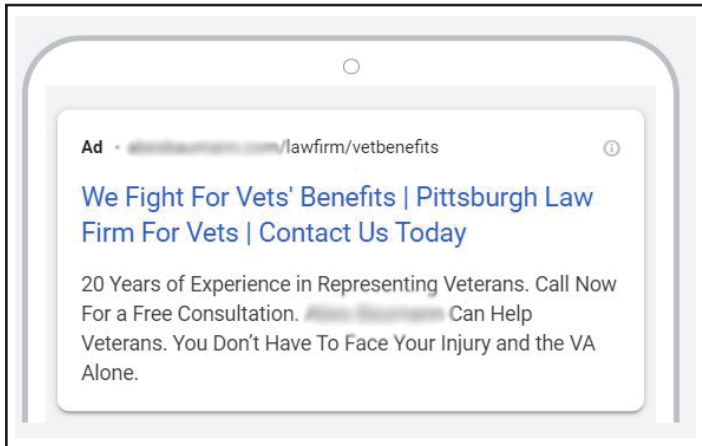 Ad · /lawfirm/vetbenefits
We Fight For Vets' Benefits | Pittsburgh Law
Firm For Vets | Contact Us Today
20 Years of Experience in Representing Veterans. Call Now
For a Free Consultation. Can Help
Veterans. You Don’t Have To Face Your Injury and the VA
Alone.